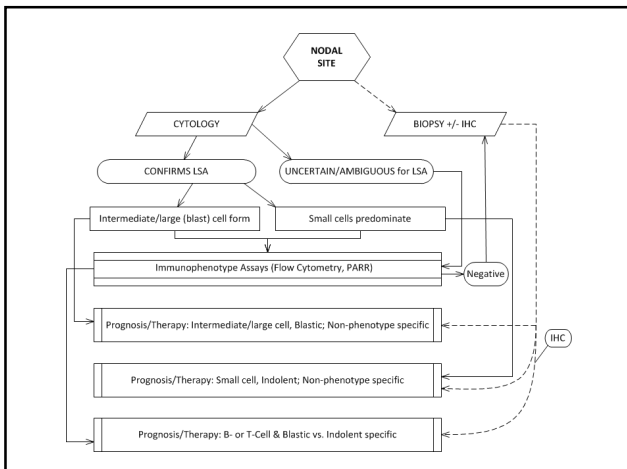 NODAL
SITE
CYTOLOGY
BIOPSY +/- IHC
CONFIRMS LSA
UNCERTAIN/AMBIGUOUS for LSA
Intermediate/large (blast) cell form
Small cells predominate
Immunophenotype Assays (Flow Cytometry, PARR)
Negative
Prognosis/Therapy: Intermediate/large cell, Blastic; Non-phenotype specific
IHC
Prognosis/Therapy: Small cell, Indolent; Non-phenotype specific
Prognosis/Therapy: B- or T-Cell & Blastic vs. Indolent specific